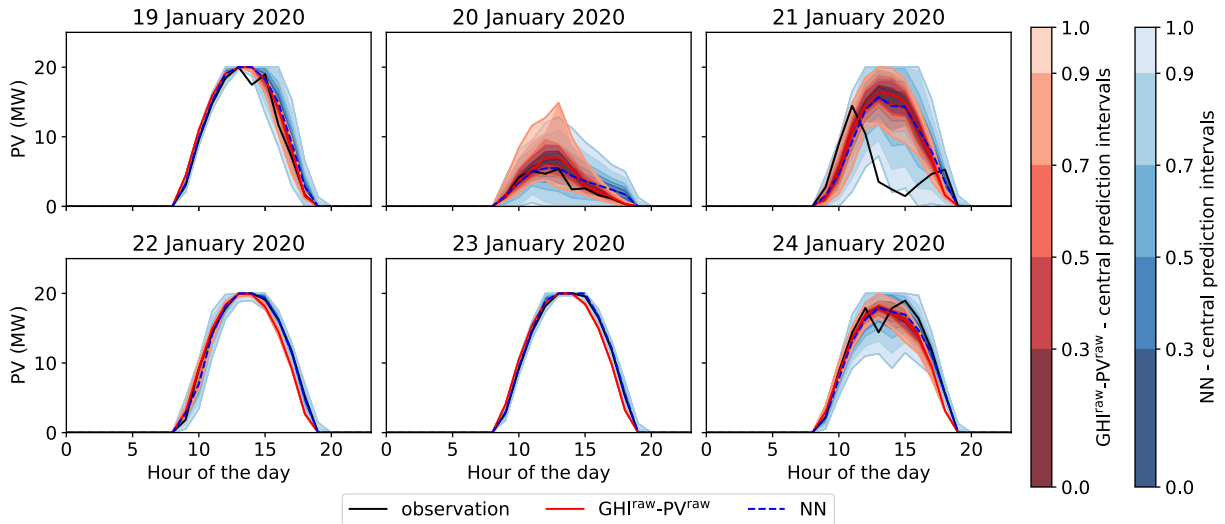 19 January 2020
20 January 2020
21 January 2020
PV (MW)
20
10
0
22 January 2020
23 January 2020
24 January 2020
PV (MW)
20
10
0
0 5 10 15 20
0 5 10 15 20
0 5 10 15 20
Hour of the day
Hour of the day
Hour of the day
1.0
0.9
0.7
0.5
0.3
0.0
GHIraw-PVraw - central prediction intervals
1.0
0.9
0.7
0.5
0.3
0.0
NN - central prediction intervals
observation
GHIraw-PVraw
NN